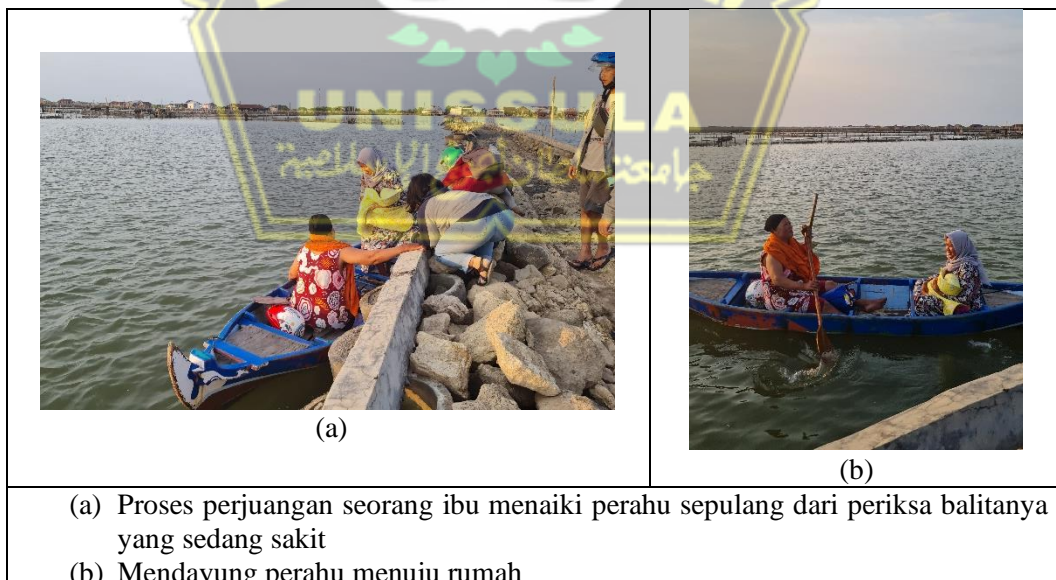 UNISSULA
(a)
(b)
(a) Proses perjuangan seorang ibu menaiki perahu sepulang dari periksa balitanya
yang sedang sakit
(b) Mendayung perahu menuju rumah